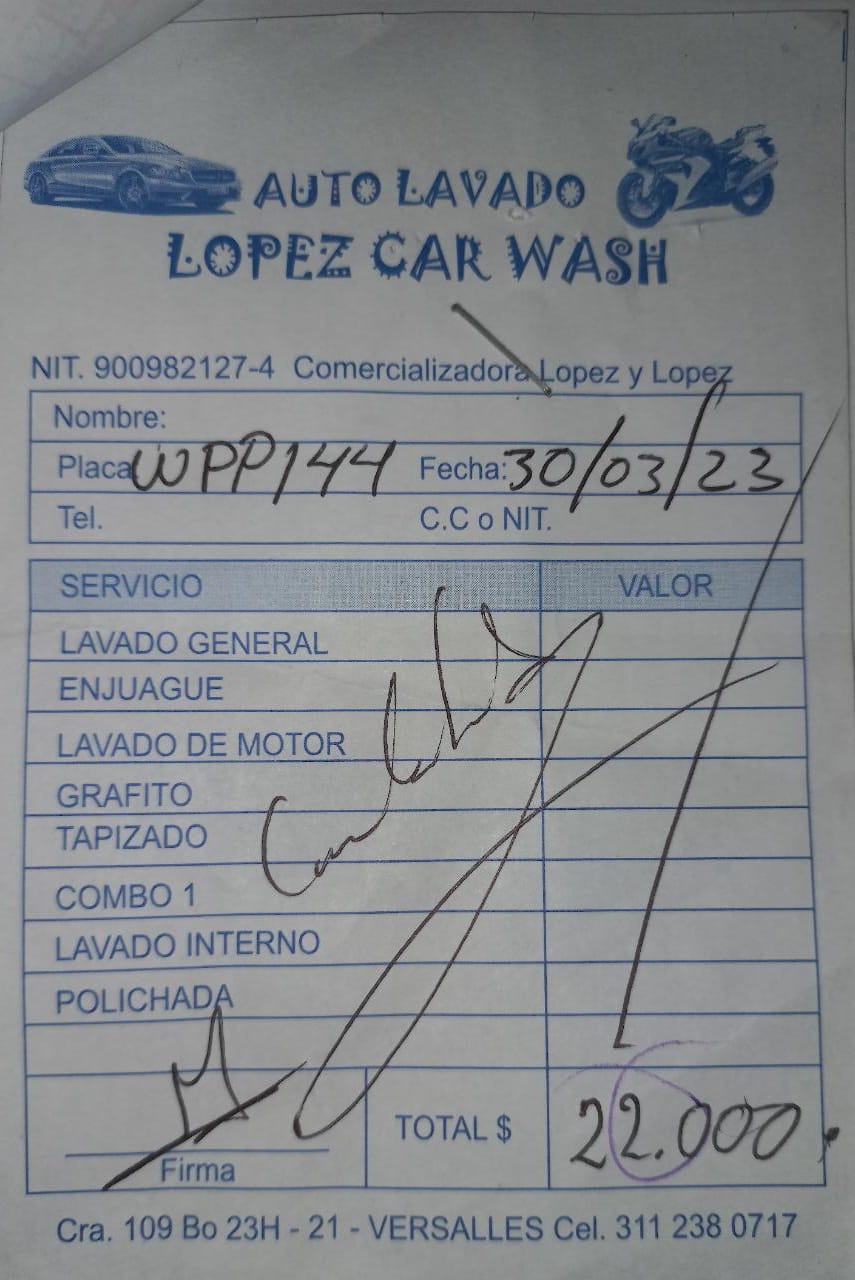 AUTO LAVADO
LOPEZ CAR WASH
NIT. 900982127-4 Comercializadora Lopez y Lopez
Nombre:
Placa WPP144 Fecha: 30/03/23
Tel. C.C o NIT.
SERVICIO VALOR
LAVADO GENERAL
ENJUAGUE
LAVADO DE MOTOR
GRAFITO
TAPIZADO
COMBO 1
LAVADO INTERNO
POLICHADA
TOTAL $ 22.000
Firma
Cra. 109 Bo 23H - 21 - VERSALLES Cel. 311 238 0717